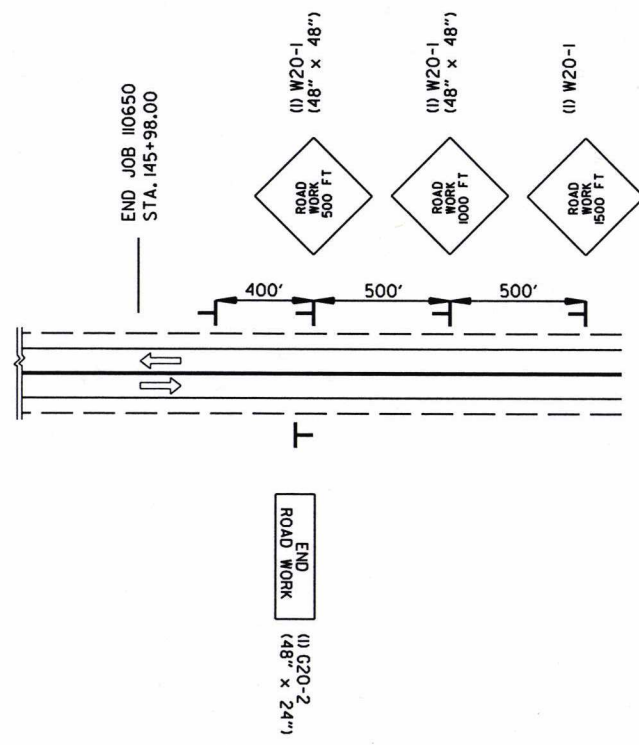 END JOB 110650
STA. 145+98.00
(1) W20-1
(48" x 48")
ROAD
WORK
500 FT
(1) W20-1
(48" x 48")
ROAD
WORK
1000 FT
(1) W20-1
ROAD
WORK
1500 FT
400'
500'
500'
END
ROAD WORK
(1) G20-2
(48" x 24")